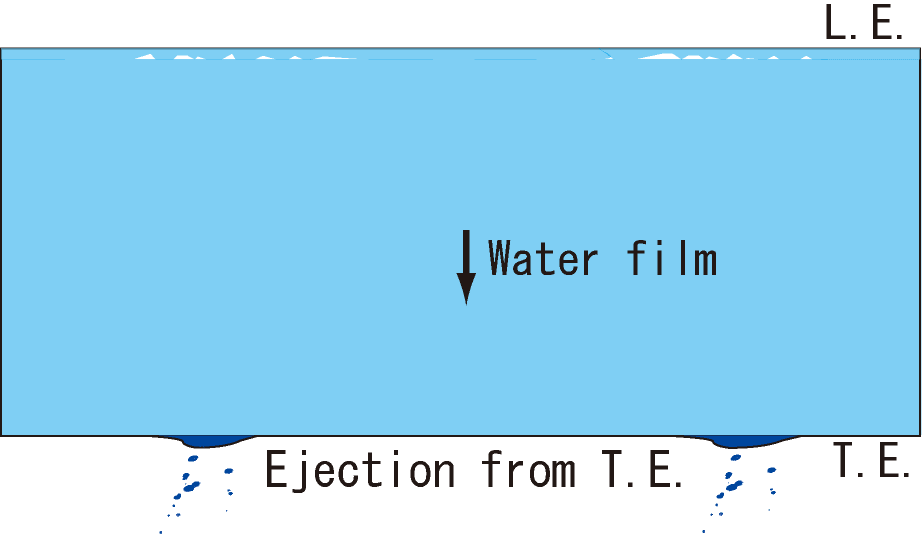 L.E.
Water film
Ejection from T.E.
T.E.